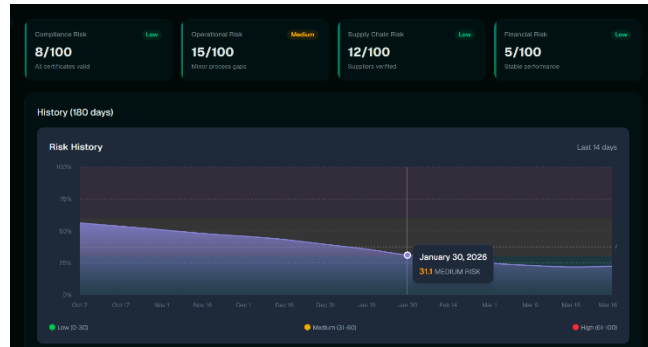 Compliance Risk Low
8/100
All certificates valid
Operational Risk Medium
15/100
Minor process gaps
Supply Chain Risk Low
12/100
Suppliers verified
Financial Risk Low
5/100
Stable performance
History (180 days)
Risk History Last 14 days
100%
75%
50%
25%
0%
January 30, 2026
31.1 MEDIUM RISK
Oct 2 Oct 17 Nov 1 Nov 16 Dec 1 Dec 16 Dec 31 Jan 15 Jan 30 Feb 14 Mar 1 Mar 9 Mar 16
Low (0-30) Medium (31-60) High (61-100)